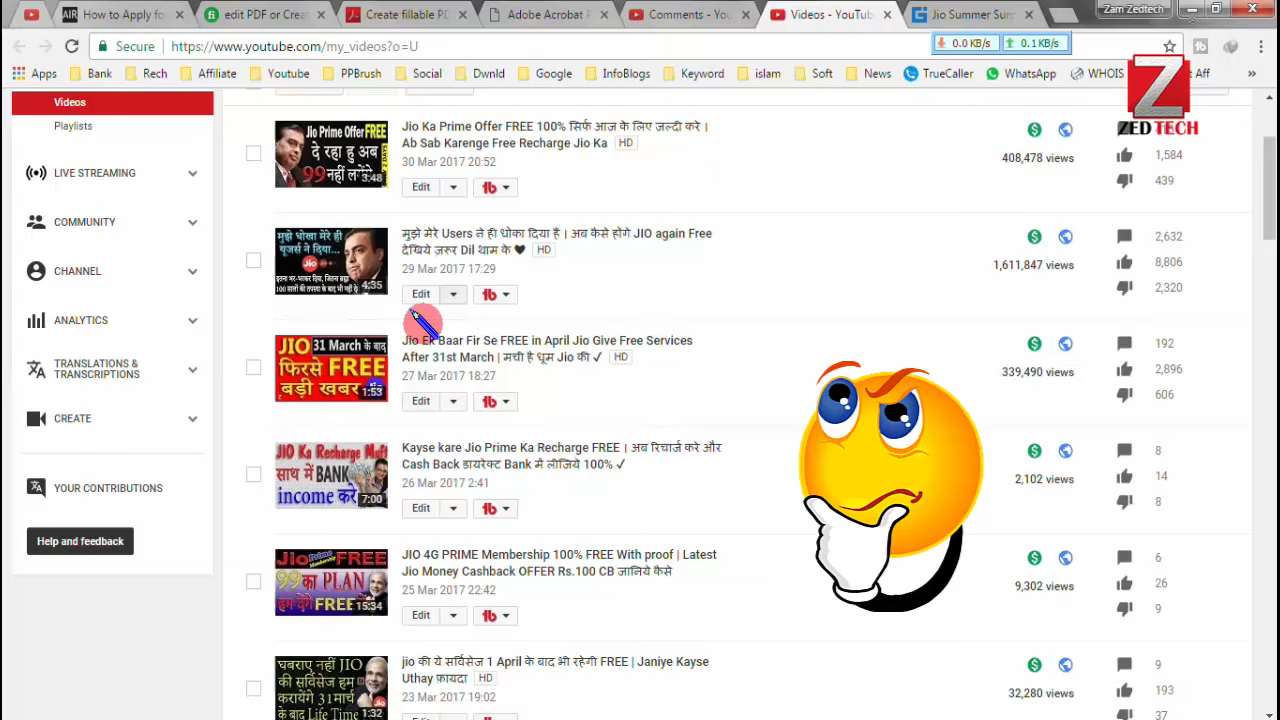 How to Apply fo
edit PDF or Creat
Create fillable PD
Adobe Acrobat P
Comments - You
Videos - YouTub
Jio Summer Surp
Zam Zedtech
Secure
https://www.youtube.com/my_videos?o=U
0.0 KB/s
0.1 KB/s
Apps
Bank
Rech
Affiliate
Youtube
PPBrush
Social
Dwnld
Google
InfoBlogs
Keyword
islam
Soft
News
TrueCaller
WhatsApp
WHOIS
Aff
Z
ZEDTECH
Videos
Playlists
LIVE STREAMING
COMMUNITY
CHANNEL
ANALYTICS
TRANSLATIONS &
TRANSCRIPTIONS
CREATE
YOUR CONTRIBUTIONS
Help and feedback
Jio Prime Offer FREE
दे रहा हु अब
99 नहीं लगेंगे
3:48
Jio Ka Prime Offer FREE 100% सिर्फ आज के लिए जल्दी करे ।
Ab Sab Karenge Free Recharge Jio Ka HD
30 Mar 2017 20:52
Edit
408,478 views
1,584
439
मुझे धोखा मेरे ही
यूजर्स ने दिया...
Jio
4:35
मुझे मेरे Users ने ही धोका दिया है । अब कैसे होंगे JIO again Free
देखिये ज़रूर Dil थाम के ♥ HD
29 Mar 2017 17:29
Edit
1,611,847 views
2,632
8,806
2,320
JIO 31 March के बाद
फिरसे FREE
बड़ी खबर
1:53
Jio Ek Baar Fir Se FREE in April Jio Give Free Services
After 31st March | मची है धूम Jio की ✓ HD
27 Mar 2017 18:27
Edit
339,490 views
192
2,896
606
JIO Ka Recharge Muft
साथ में BANK
income करे
7:00
Kayse kare Jio Prime Ka Recharge FREE । अब रिचार्ज करे और
Cash Back डायरेक्ट Bank में लीजिये 100% ✓
26 Mar 2017 2:41
Edit
2,102 views
8
14
8
Jio Prime Membership FREE
99 का PLAN
हम देंगे FREE
15:34
JIO 4G PRIME Membership 100% FREE With proof | Latest
Jio Money Cashback OFFER Rs.100 CB जानिये कैसे
25 Mar 2017 22:42
Edit
9,302 views
6
26
9
घबराए नहीं JIO
की सर्विसेज हम
करायेंगे 31 मार्च
के बाद Life Time
1:32
jio की ये सर्विसेज 1 April के बाद भी रहेगी FREE | Janiye Kayse
Uthay फ़ायदा HD
23 Mar 2017 19:02
Edit
32,280 views
9
193
37